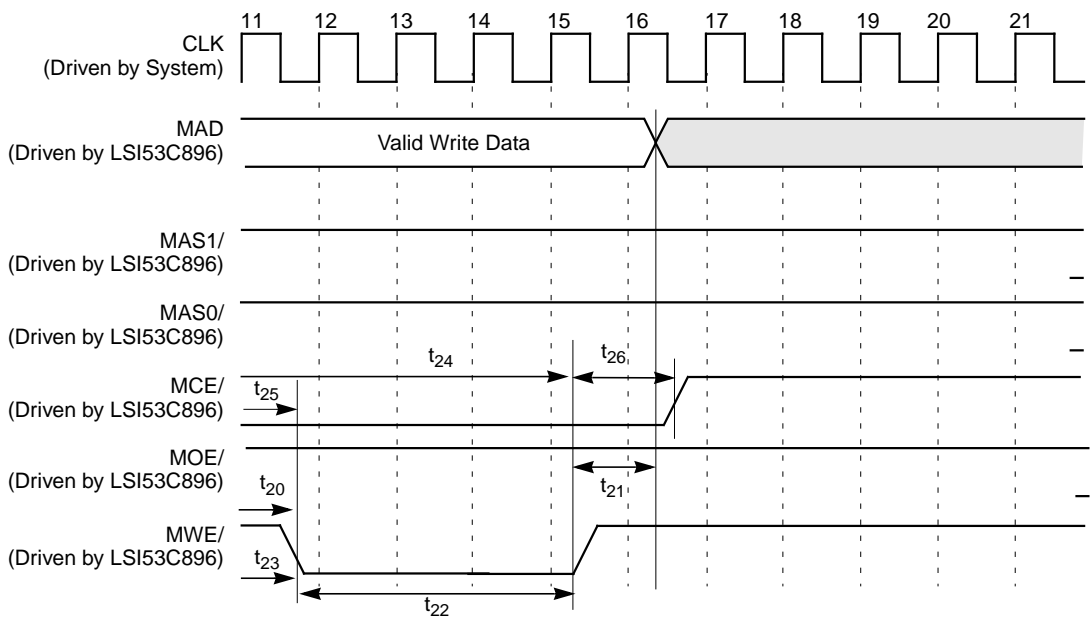 11 12 13 14 15 16 17 18 19 20 21
CLK
(Driven by System)
MAD
(Driven by LSI53C896)
Valid Write Data
MAS1/
(Driven by LSI53C896)
MAS0/
(Driven by LSI53C896)
t24
t26
MCE/
(Driven by LSI53C896)
t25
MOE/
(Driven by LSI53C896)
t21
t20
MWE/
(Driven by LSI53C896)
t23
t22